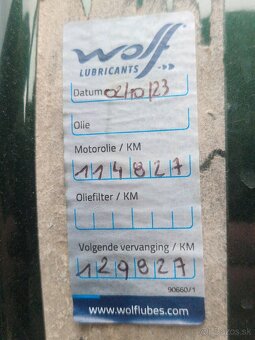 wolf
LUBRICANTS
Datum 02/10/23
Olie
Motorolie / KM
114827
Oliefilter / KM
Volgende vervanging / KM
129827
90660/1
www.wolflubes.com